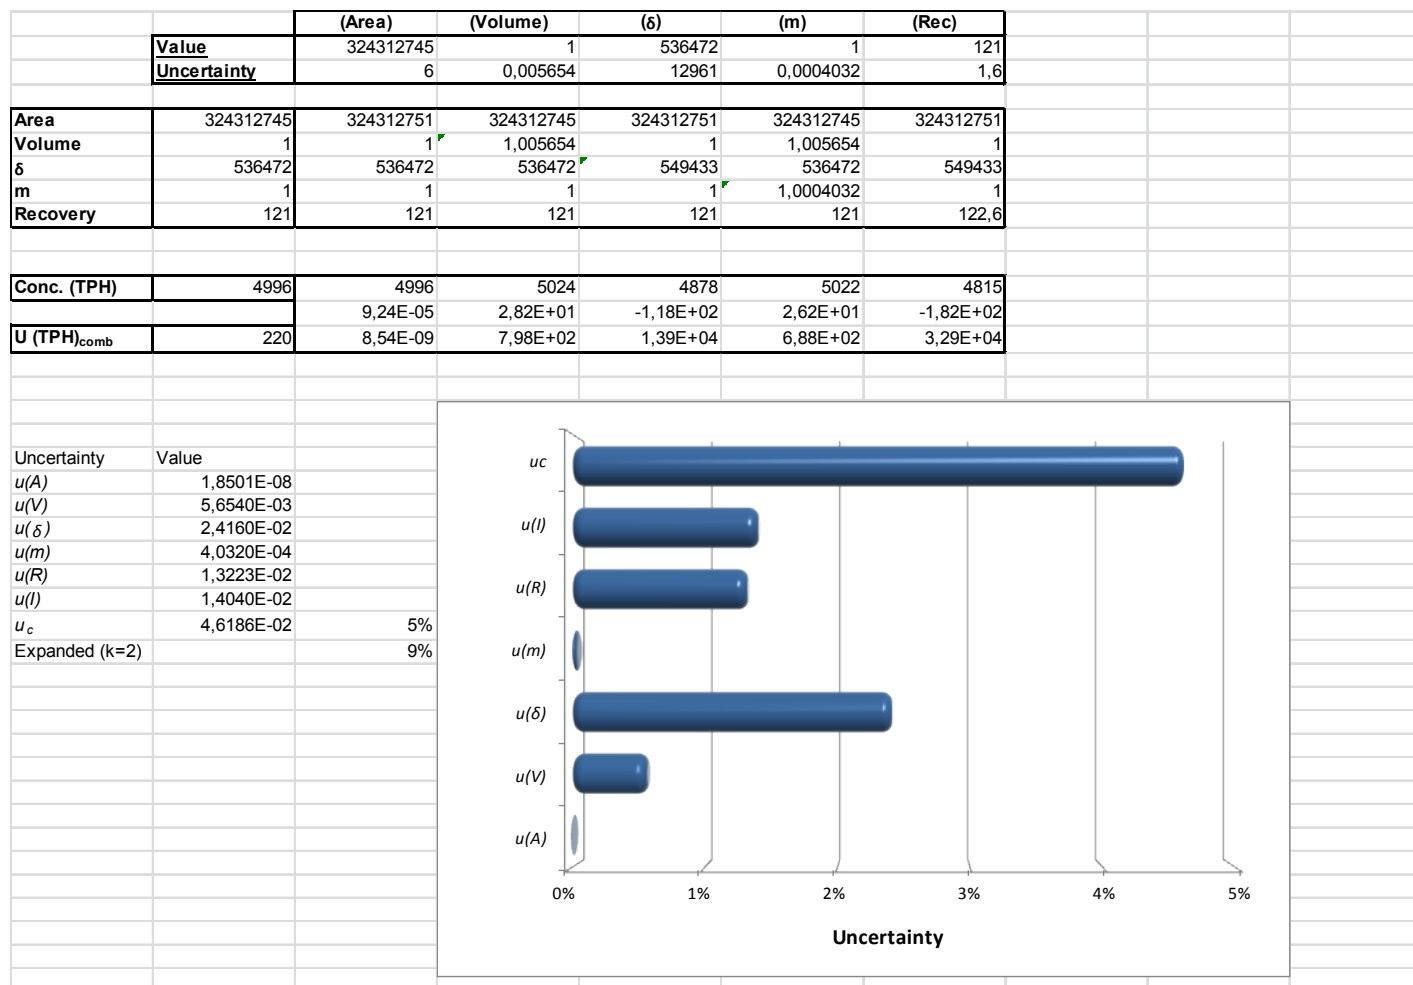 (Area) (Volume) (δ) (m) (Rec)
Value 324312745 1 536472 1 121
Uncertainty 6 0,005654 12961 0,0004032 1,6
Area 324312745 324312751 324312745 324312751 324312745 324312751
Volume 1 1 1,005654 1 1,005654 1
δ 536472 536472 536472 549433 536472 549433
m 1 1 1 1 1,0004032 1
Recovery 121 121 121 121 121 122,6
Conc. (TPH) 4996 4996 5024 4878 5022 4815
9,24E-05 2,82E+01 -1,18E+02 2,62E+01 -1,82E+02
U (TPH)comb 220 8,54E-09 7,98E+02 1,39E+04 6,88E+02 3,29E+04
Uncertainty Value
u(A) 1,8501E-08
u(V) 5,6540E-03
u(δ) 2,4160E-02
u(m) 4,0320E-04
u(R) 1,3223E-02
u(I) 1,4040E-02
uc 4,6186E-02 5%
Expanded (k=2) 9%
uc
u(I)
u(R)
u(m)
u(δ)
u(V)
u(A)
0% 1% 2% 3% 4% 5%
Uncertainty